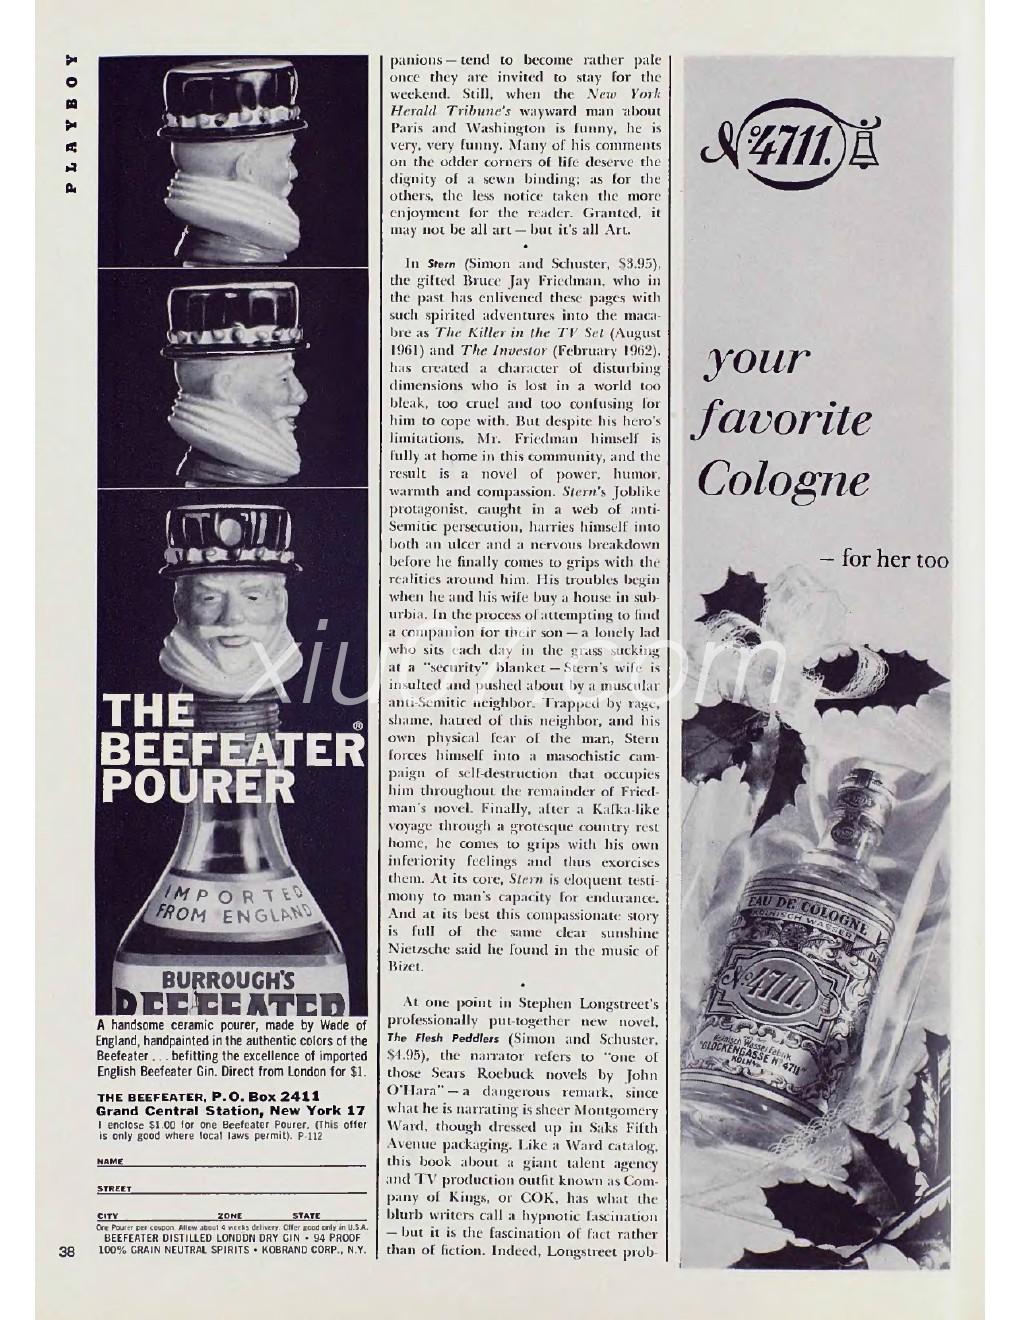 PLAYBOY
THE
BEEFEATER®
POURER
IMPORTED
FROM ENGLAND
BURROUGH'S
BEEFEATER
A handsome ceramic pourer, made by Wade of
England, handpainted in the authentic colors of the
Beefeater . . . befitting the excellence of imported
English Beefeater Gin. Direct from London for $1.
THE BEEFEATER, P.O. Box 2411
Grand Central Station, New York 17
I enclose $1.00 for one Beefeater Pourer. (This offer
is only good where local laws permit). P-112
NAME
STREET
CITY ZONE STATE
One Pourer per coupon. Allow about 4 weeks delivery. Offer good only in U.S.A.
BEEFEATER DISTILLED LONDON DRY GIN • 94 PROOF
100% GRAIN NEUTRAL SPIRITS • KOBRAND CORP., N.Y.
38
panions — tend to become rather pale
once they are invited to stay for the
weekend. Still, when the New York
Herald Tribune's wayward man about
Paris and Washington is funny, he is
very, very funny. Many of his comments
on the odder corners of life deserve the
dignity of a sewn binding; as for the
others, the less notice taken the more
enjoyment for the reader. Granted, it
may not be all art — but it's all Art.
•
In Stern (Simon and Schuster, $3.95),
the gifted Bruce Jay Friedman, who in
the past has enlivened these pages with
such spirited adventures into the maca-
bre as The Killer in the TV Set (August
1961) and The Investor (February 1962),
has created a character of disturbing
dimensions who is lost in a world too
bleak, too cruel and too confusing for
him to cope with. But despite his hero's
limitations, Mr. Friedman himself is
fully at home in this community, and the
result is a novel of power, humor,
warmth and compassion. Stern's Joblike
protagonist, caught in a web of anti-
Semitic persecution, harries himself into
both an ulcer and a nervous breakdown
before he finally comes to grips with the
realities around him. His troubles begin
when he and his wife buy a house in sub-
urbia. In the process of attempting to find
a companion for their son — a lonely lad
who sits each day in the grass sucking
at a "security" blanket — Stern's wife is
insulted and pushed about by a muscular
anti-Semitic neighbor. Trapped by rage,
shame, hatred of this neighbor, and his
own physical fear of the man, Stern
forces himself into a masochistic cam-
paign of self-destruction that occupies
him throughout the remainder of Fried-
man's novel. Finally, after a Kafka-like
voyage through a grotesque country rest
home, he comes to grips with his own
inferiority feelings and thus exorcises
them. At its core, Stern is eloquent testi-
mony to man's capacity for endurance.
And at its best this compassionate story
is full of the same clear sunshine
Nietzsche said he found in the music of
Bizet.
•
At one point in Stephen Longstreet's
professionally put-together new novel,
The Flesh Peddlers (Simon and Schuster,
$4.95), the narrator refers to "one of
those Sears Roebuck novels by John
O'Hara" — a dangerous remark, since
what he is narrating is sheer Montgomery
Ward, though dressed up in Saks Fifth
Avenue packaging. Like a Ward catalog,
this book about a giant talent agency
and TV production outfit known as Com-
pany of Kings, or COK, has what the
blurb writers call a hypnotic fascination
— but it is the fascination of fact rather
than of fiction. Indeed, Longstreet prob-
No 4711.
your
favorite
Cologne
– for her too
EAU DE COLOGNE
KÖLNISCH WASSER
No 4711
Kölnisch Wasser Fabrik
"GLOCKENGASSE No 4711"
KÖLN
xiu07.com